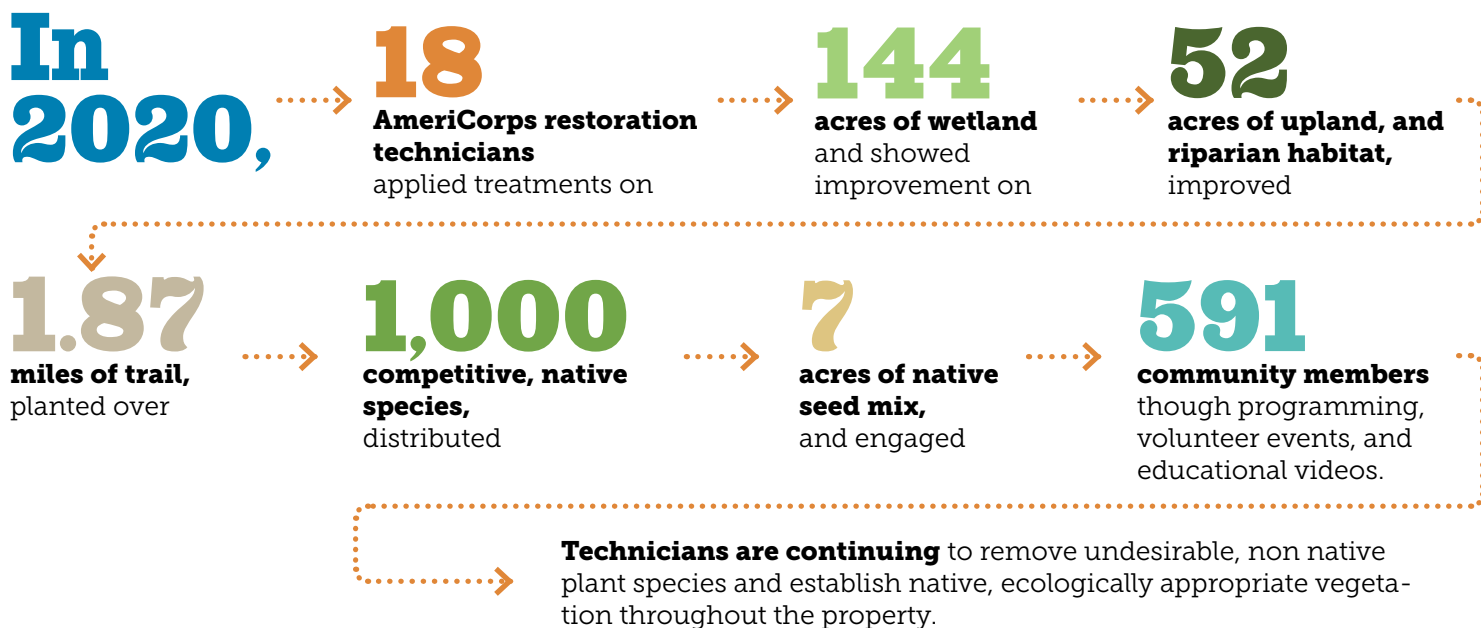 In
2020,
18
AmeriCorps restoration
technicians
applied treatments on
144
acres of wetland
and showed
improvement on
52
acres of upland, and
riparian habitat,
improved
1.87
miles of trail,
planted over
1,000
competitive, native
species,
distributed
7
acres of native
seed mix,
and engaged
591
community members
though programming,
volunteer events, and
educational videos.
Technicians are continuing to remove undesirable, non native
plant species and establish native, ecologically appropriate vegeta-
tion throughout the property.